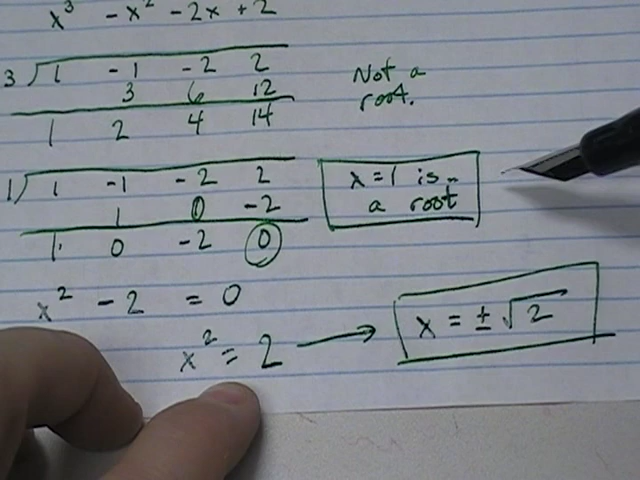 x³ - x² - 2x + 2
3 1 -1 -2 2
3 6 12
1 2 4 14
Not a
root.
1 1 -1 -2 2
1 0 -2
1 0 -2 0
x = 1 is
a root
x² - 2 = 0
x² = 2 → x = ± √2